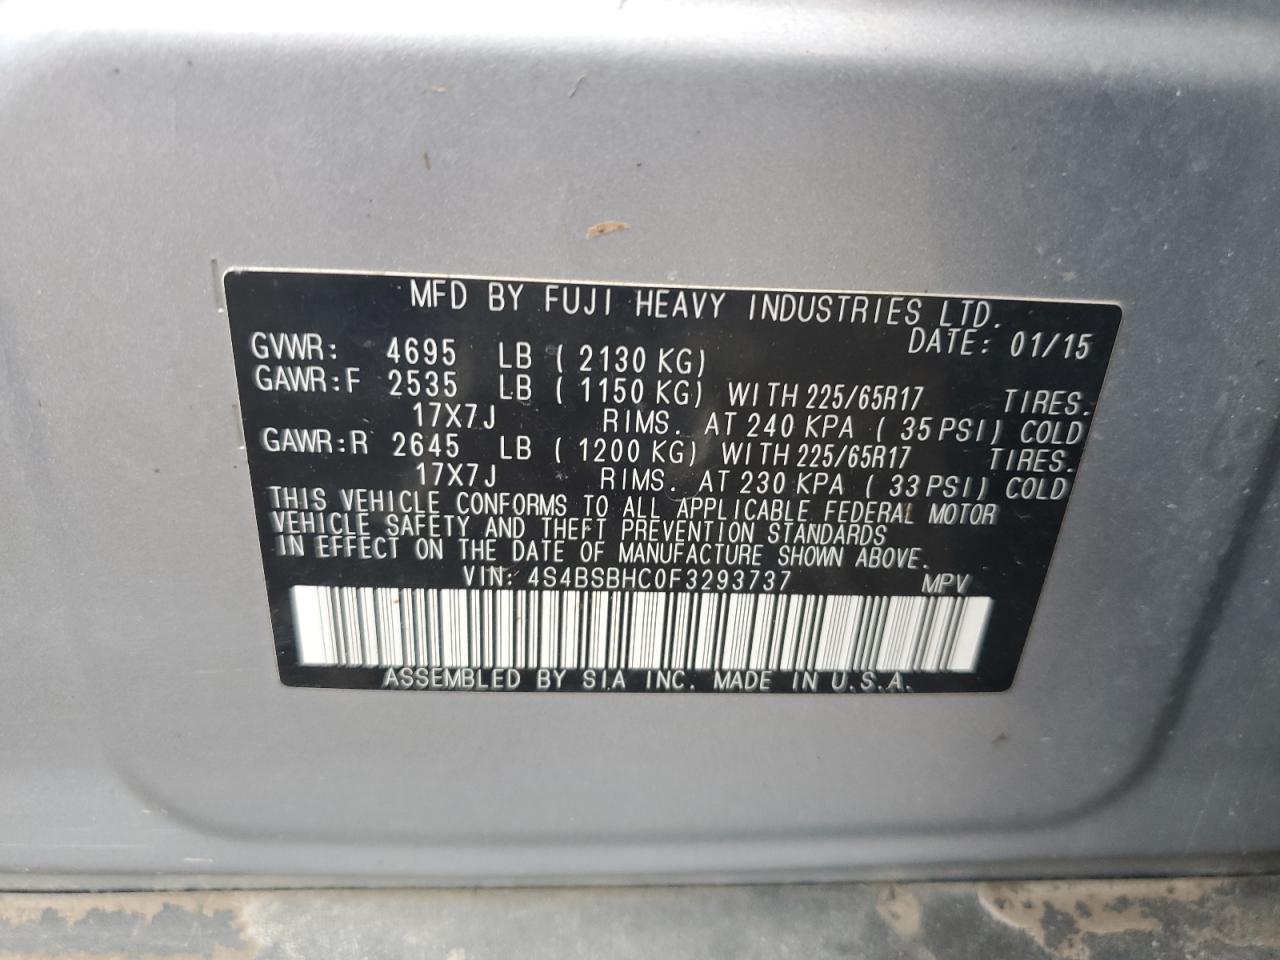 MFD BY FUJI HEAVY INDUSTRIES LTD.
DATE: 01/15
GVWR: 4695 LB ( 2130 KG)
GAWR:F 2535 LB ( 1150 KG) WITH 225/65R17 TIRES.
17X7J RIMS. AT 240 KPA ( 35 PSI) COLD
GAWR:R 2645 LB ( 1200 KG) WITH 225/65R17 TIRES.
17X7J RIMS. AT 230 KPA ( 33 PSI) COLD
THIS VEHICLE CONFORMS TO ALL APPLICABLE FEDERAL MOTOR
VEHICLE SAFETY AND THEFT PREVENTION STANDARDS
IN EFFECT ON THE DATE OF MANUFACTURE SHOWN ABOVE.
VIN: 4S4BSBHC0F3293737 MPV
ASSEMBLED BY SIA INC. MADE IN U.S.A.